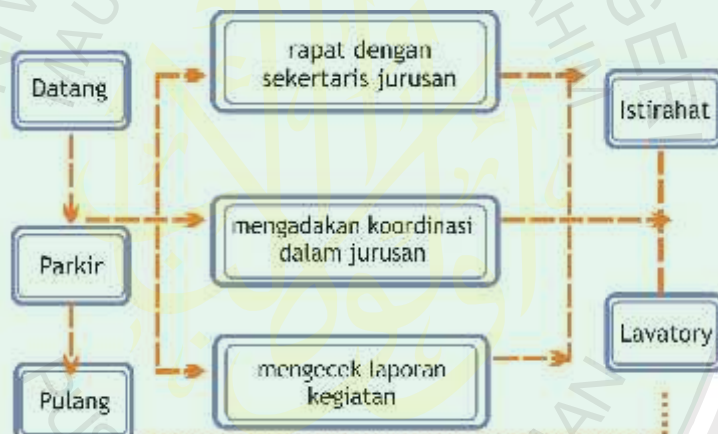 Datang
Parkir
Pulang
rapat dengan
sekertaris jurusan
mengadakan koordinasi
dalam jurusan
mengecek laporan
kegiatan
Istirahat
Lavatory